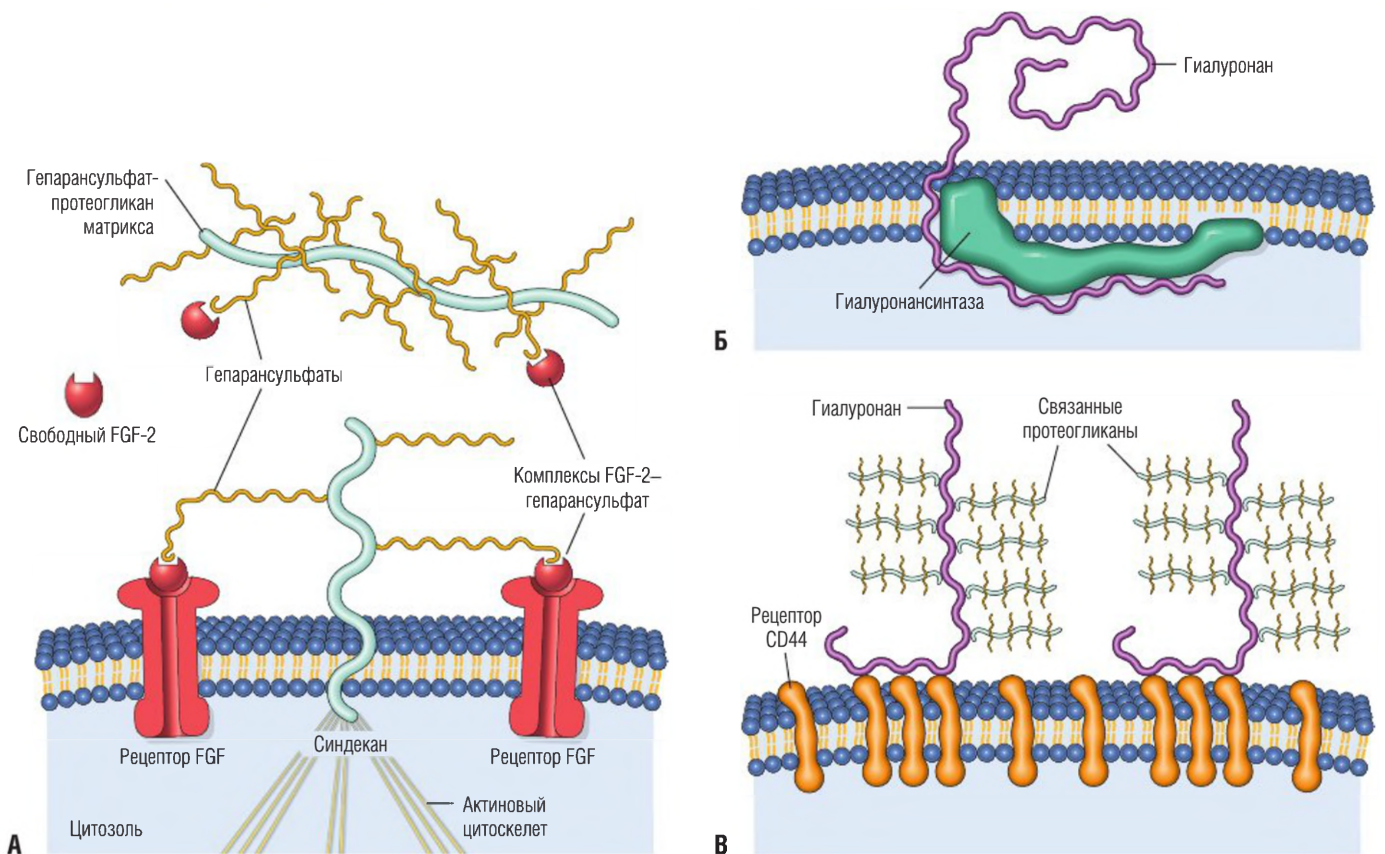 Гепарансульфат-
протеогликан
матрикса
Гепарансульфаты
Свободный FGF-2
Комплексы FGF-2–
гепарансульфат
Рецептор FGF
Синдекан
Рецептор FGF
Актиновый
цитоскелет
Цитозоль
А
Гиалуронан
Гиалуронансинтаза
Б
Гиалуронан
Связанные
протеогликаны
Рецептор
CD44
В